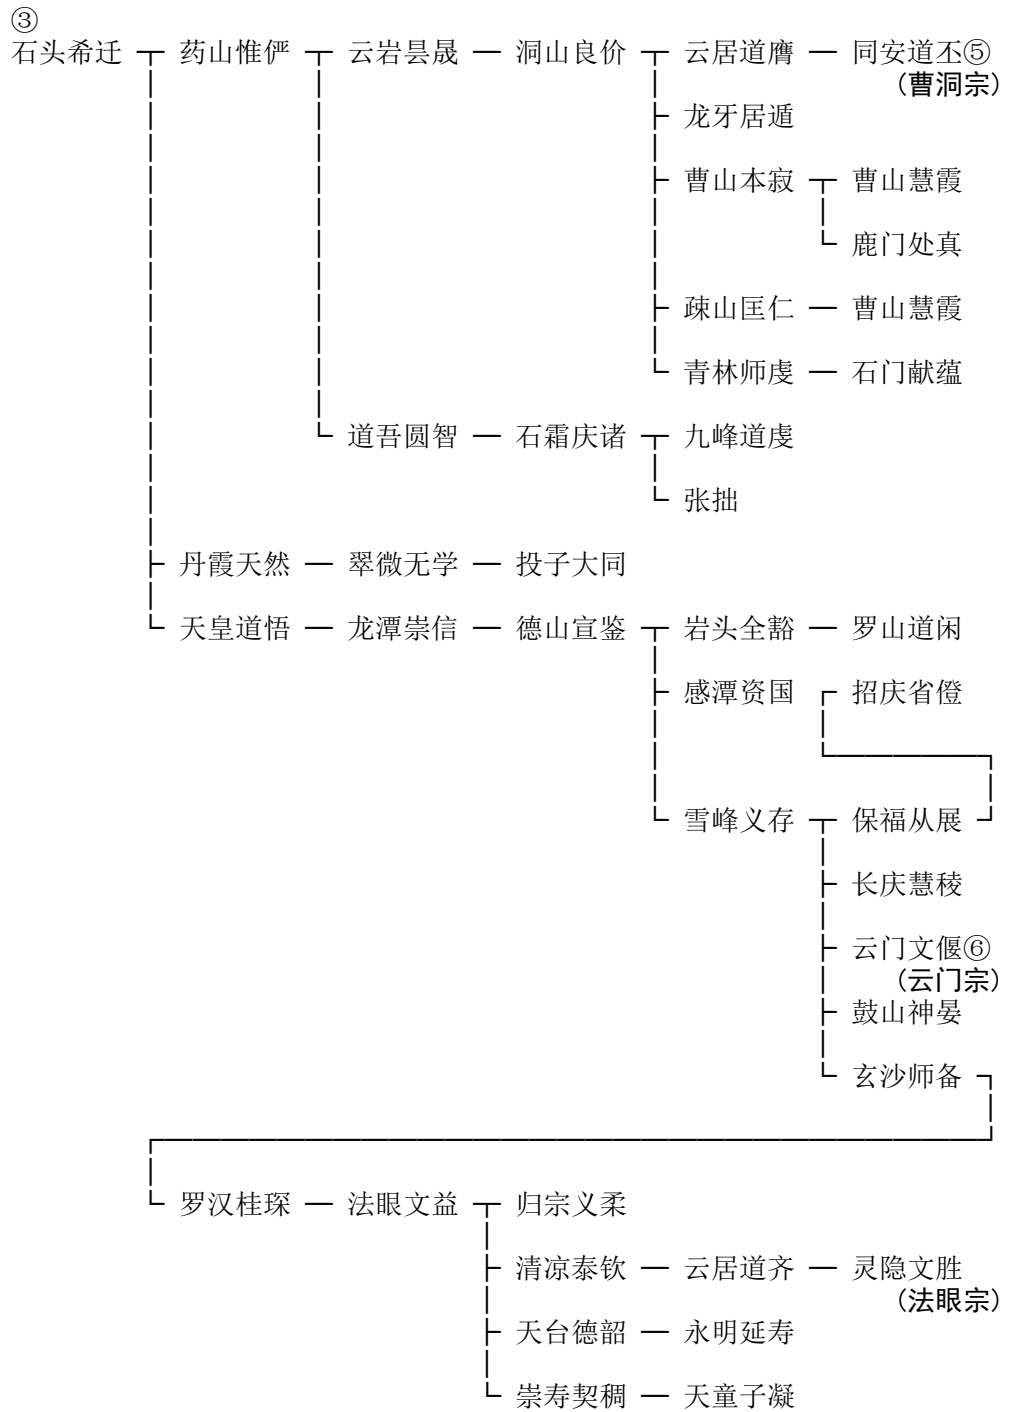 ③
石头希迁 药山惟俨 云岩昙晟 洞山良价 云居道膺 同安道丕⑤
(曹洞宗)
龙牙居遁
曹山本寂 曹山慧霞
鹿门处真
疎山匡仁 曹山慧霞
青林师虔 石门献蕴
道吾圆智 石霜庆诸 九峰道虔
张拙
丹霞天然 翠微无学 投子大同
天皇道悟 龙潭崇信 德山宣鉴 岩头全豁 罗山道闲
感潭资国 招庆省僜
雪峰义存 保福从展
长庆慧稜
云门文偃⑥
(云门宗)
鼓山神晏
玄沙师备
罗汉桂琛 法眼文益 归宗义柔
清凉泰钦 云居道齐 灵隐文胜
(法眼宗)
天台德韶 永明延寿
崇寿契稠 天童子凝